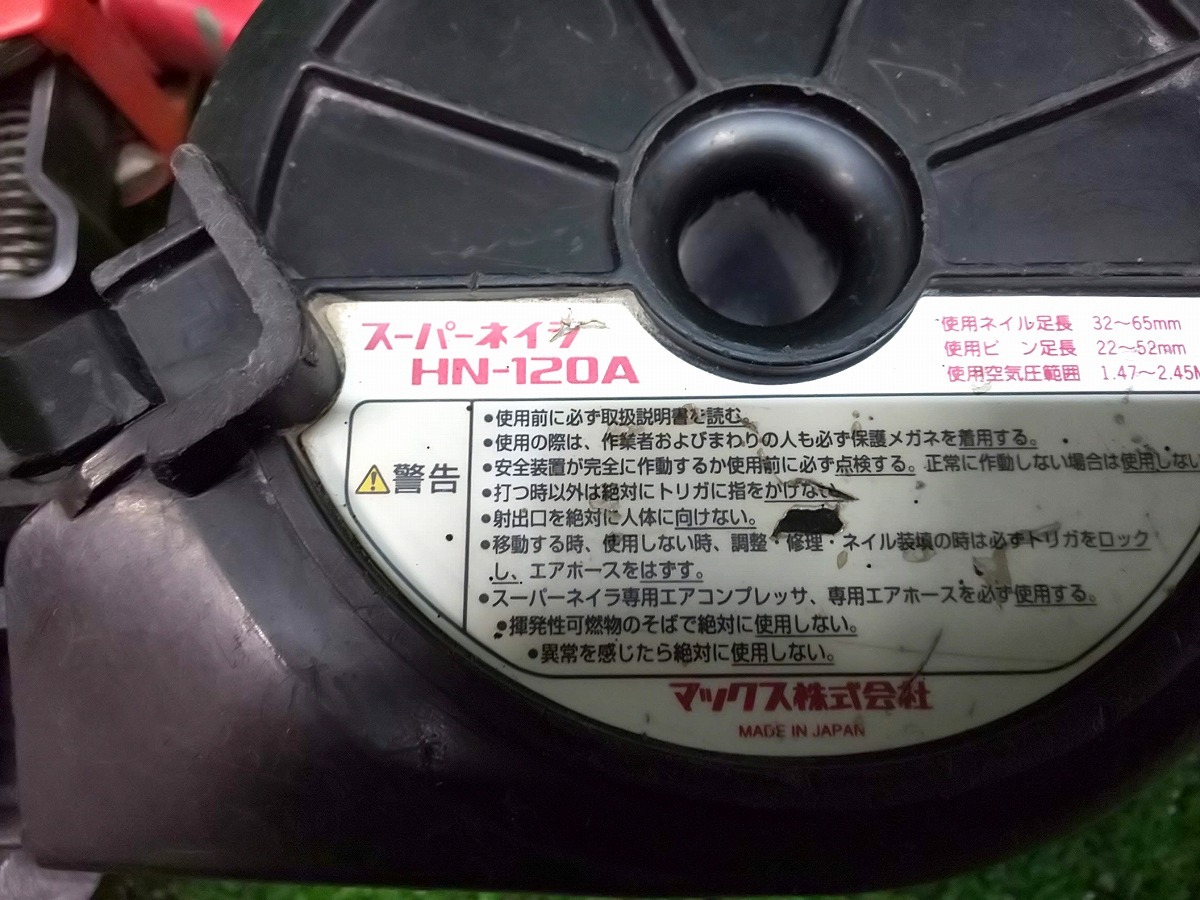 スーパーネイラ
HN-120A
使用ネイル足長 32～65mm
使用ピン足長 22～52mm
使用空気圧範囲 1.47～2.45M
警告
●使用前に必ず取扱説明書を読む。
●使用の際は、作業者およびまわりの人も必ず保護メガネを着用する。
●安全装置が完全に作動するか使用前に必ず点検する。正常に作動しない場合は使用しない
●打つ時以外は絶対にトリガに指をかけない
●射出口を絶対に人体に向けない。
●移動する時、使用しない時、調整・修理・ネイル装填の時は必ずトリガをロック
し、エアホースをはずす。
●スーパーネイラ専用エアコンプレッサ、専用エアホースを必ず使用する。
●揮発性可燃物のそばで絶対に使用しない。
●異常を感じたら絶対に使用しない。
マックス株式会社
MADE IN JAPAN